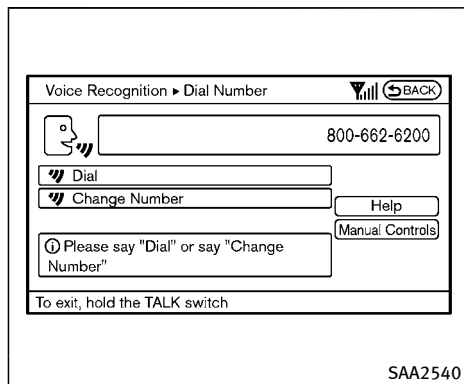 Voice Recognition ▸ Dial Number
BACK
800-662-6200
Dial
Change Number
Help
Manual Controls
Please say "Dial" or say "Change
Number"
To exit, hold the TALK switch
SAA2540